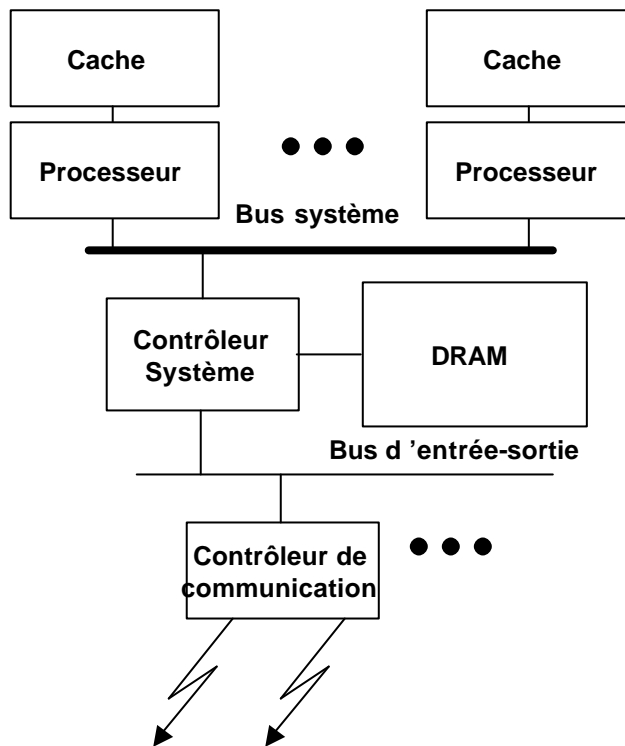 Cache
Cache
Processeur
Processeur
Bus système
Contrôleur
Système
DRAM
Bus d ’entrée-sortie
Contrôleur de
communication